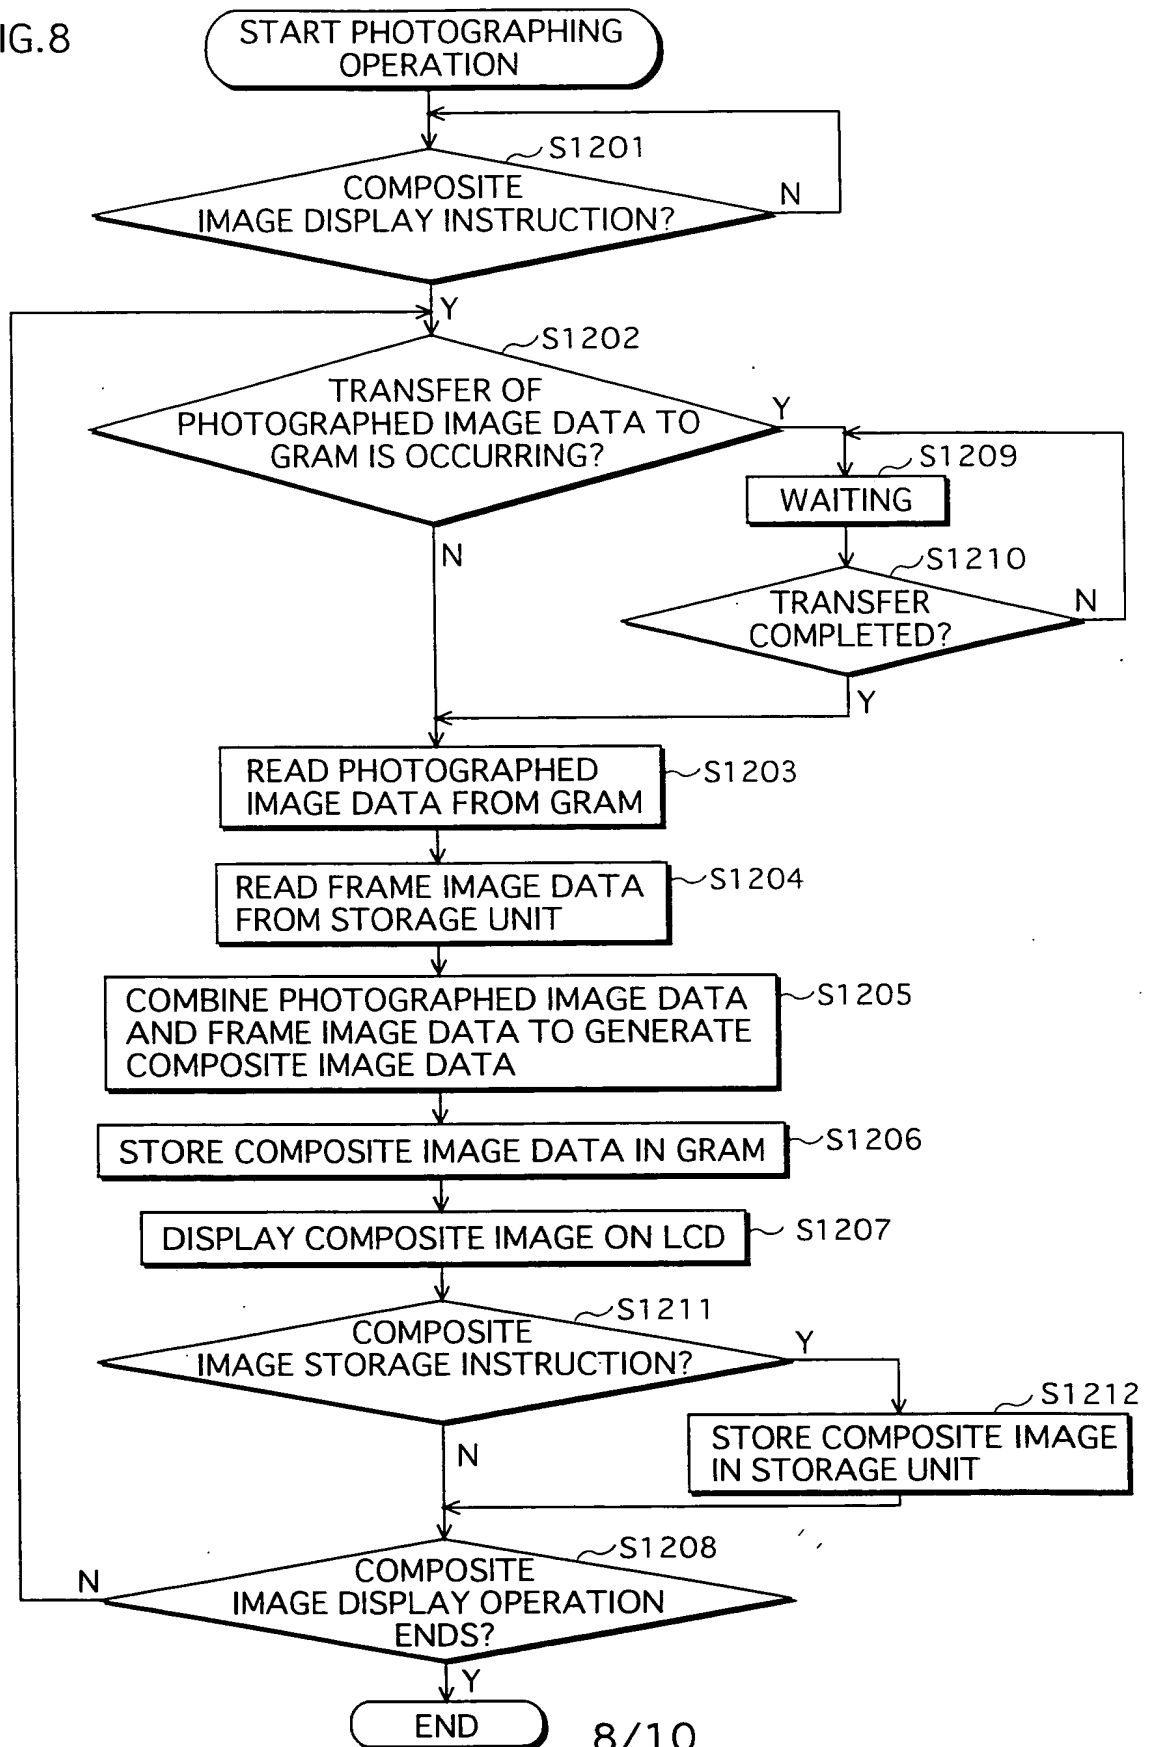 IG.8
START PHOTOGRAPHING
OPERATION
S1201
COMPOSITE
IMAGE DISPLAY INSTRUCTION?
N
Y
S1202
TRANSFER OF
PHOTOGRAPHED IMAGE DATA TO
GRAM IS OCCURRING?
Y
S1209
WAITING
N
S1210
TRANSFER
COMPLETED?
N
Y
READ PHOTOGRAPHED
IMAGE DATA FROM GRAM
S1203
READ FRAME IMAGE DATA
FROM STORAGE UNIT
S1204
COMBINE PHOTOGRAPHED IMAGE DATA
AND FRAME IMAGE DATA TO GENERATE
COMPOSITE IMAGE DATA
S1205
STORE COMPOSITE IMAGE DATA IN GRAM
S1206
DISPLAY COMPOSITE IMAGE ON LCD
S1207
S1211
COMPOSITE
IMAGE STORAGE INSTRUCTION?
Y
S1212
STORE COMPOSITE IMAGE
IN STORAGE UNIT
N
S1208
COMPOSITE
IMAGE DISPLAY OPERATION
ENDS?
N
Y
END
8/10